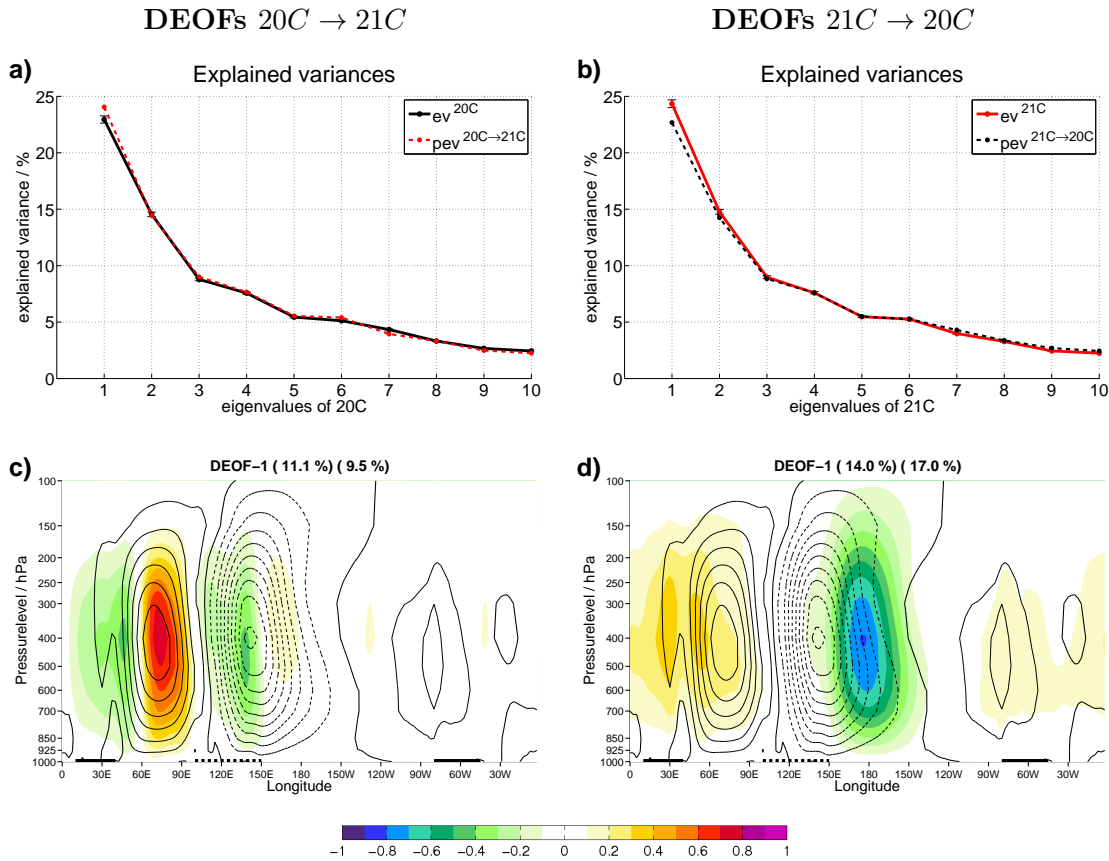 DEOFs 20C → 21C
DEOFs 21C → 20C
a)
Explained variances
explained variance / %
25
20
15
10
5
0
ev 20C
pev 20C→21C
1 2 3 4 5 6 7 8 9 10
eigenvalues of 20C
b)
Explained variances
explained variance / %
25
20
15
10
5
0
ev 21C
pev 21C→20C
1 2 3 4 5 6 7 8 9 10
eigenvalues of 21C
c)
DEOF−1 ( 11.1 %) ( 9.5 %)
Pressurelevel / hPa
100
150
200
250
300
400
500
600
700
850
925
1000
0 30E 60E 90E 120E 150E 180 150W 120W 90W 60W 30W
Longitude
d)
DEOF−1 ( 14.0 %) ( 17.0 %)
Pressurelevel / hPa
100
150
200
250
300
400
500
600
700
850
925
1000
0 30E 60E 90E 120E 150E 180 150W 120W 90W 60W 30W
Longitude
−1 −0.8 −0.6 −0.4 −0.2 0 0.2 0.4 0.6 0.8 1